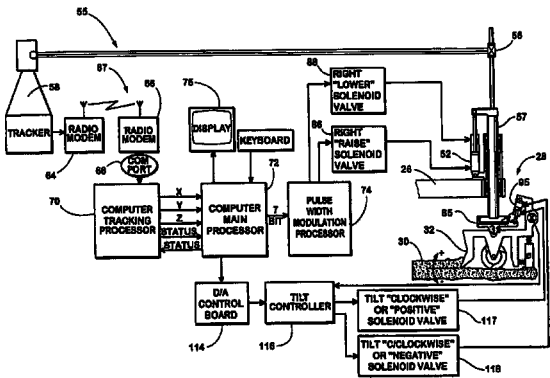 55
56
58
67
75
88
RIGHT
"LOWER"
SOLENOID
VALVE
57
TRACKER
RADIO
MODEM
64
66
RADIO
MODEM
DISPLAY
KEYBOARD
86
RIGHT
"RAISE"
SOLENOID
VALVE
52
28
26
95
68
COM
PORT
72
85
70
COMPUTER
TRACKING
PROCESSOR
X
Y
Z
STATUS
STATUS
COMPUTER
MAIN
PROCESSOR
7
BIT
PULSE
WIDTH
MODULATION
PROCESSOR
74
32
30
+
-
D/A
CONTROL
BOARD
114
TILT
CONTROLLER
116
TILT "CLOCKWISE"
OR "POSITIVE"
SOLENOID VALVE
117
TILT "C/CLOCKWISE"
OR "NEGATIVE"
SOLENOID VALVE
118